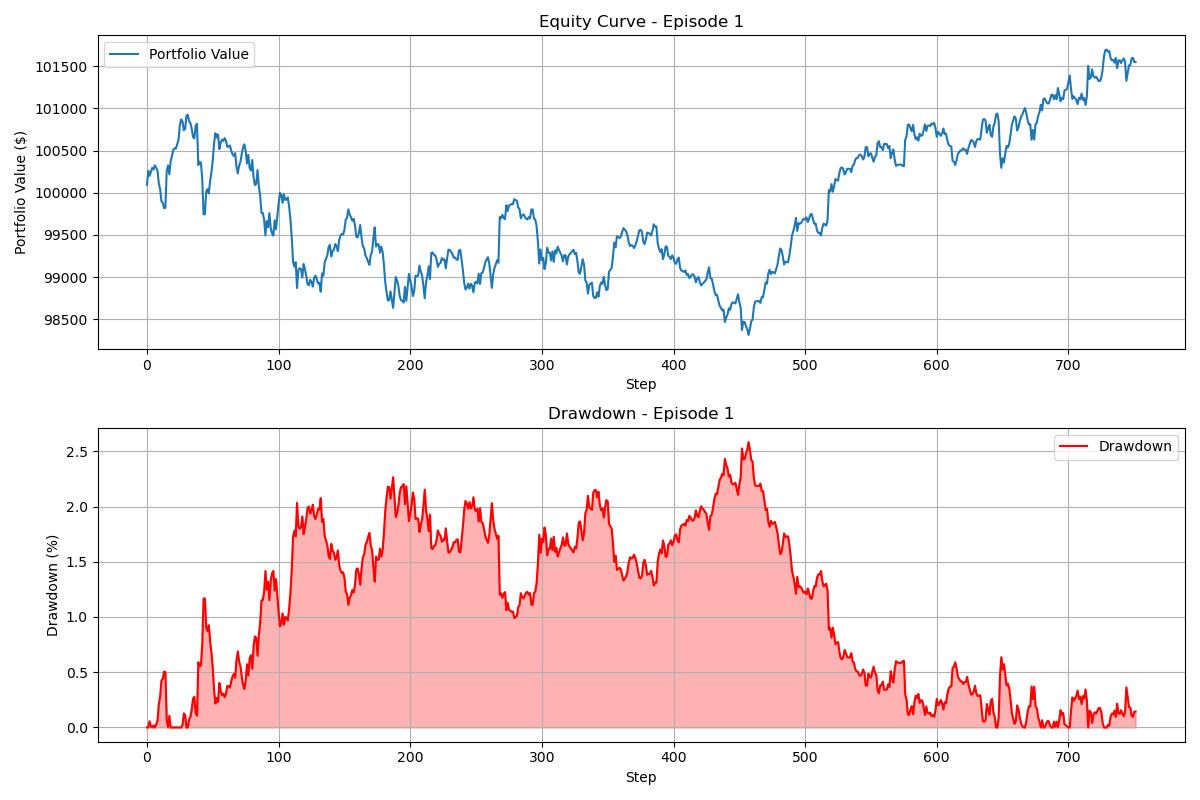 Equity Curve - Episode 1
Portfolio Value
Portfolio Value ($)
101500
101000
100500
100000
99500
99000
98500
0 100 200 300 400 500 600 700
Step
Drawdown - Episode 1
Drawdown
Drawdown (%)
2.5
2.0
1.5
1.0
0.5
0.0
0 100 200 300 400 500 600 700
Step